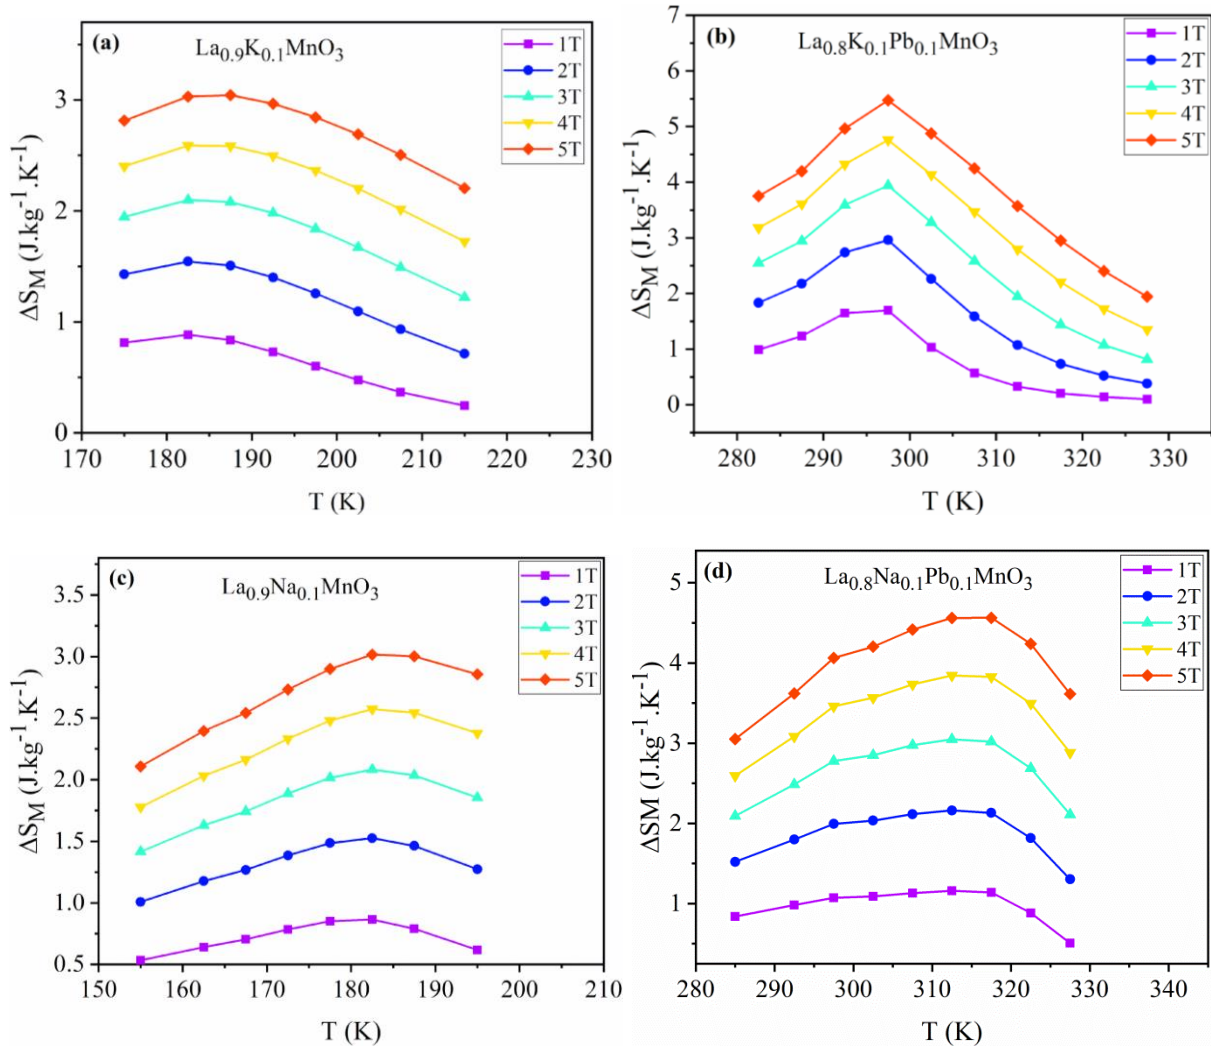 (a)
La0.9K0.1MnO3
1T
2T
3T
4T
5T
3
2
1
0
ΔSM (J.kg-1.K-1)
170 180 190 200 210 220 230
T (K)
(b)
La0.8K0.1Pb0.1MnO3
1T
2T
3T
4T
5T
7
6
5
4
3
2
1
0
ΔSM (J.kg-1.K-1)
280 290 300 310 320 330
T (K)
(c)
La0.9Na0.1MnO3
1T
2T
3T
4T
5T
3.5
3.0
2.5
2.0
1.5
1.0
0.5
ΔSM (J.kg-1.K-1)
150 160 170 180 190 200 210
T (K)
(d)
La0.8Na0.1Pb0.1MnO3
1T
2T
3T
4T
5T
5
4
3
2
1
ΔSM (J.kg-1.K-1)
280 290 300 310 320 330 340
T (K)